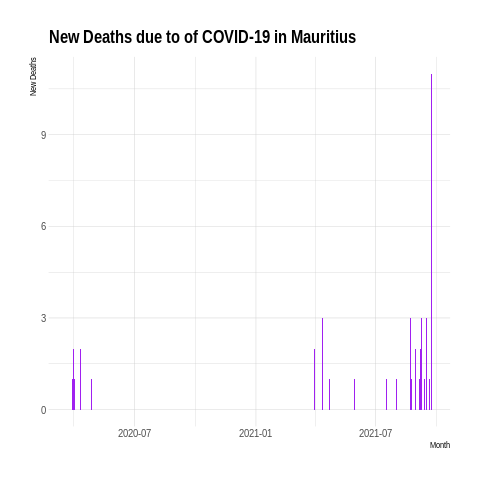 New Deaths due to of COVID-19 in Mauritius
New Deaths
9
6
3
0
2020-07 2021-01 2021-07
Month